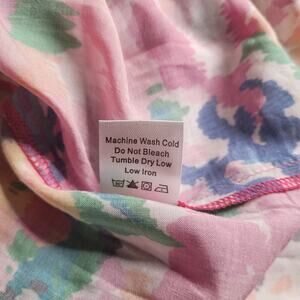 Machine Wash Cold
Do Not Bleach
Tumble Dry Low
Low Iron